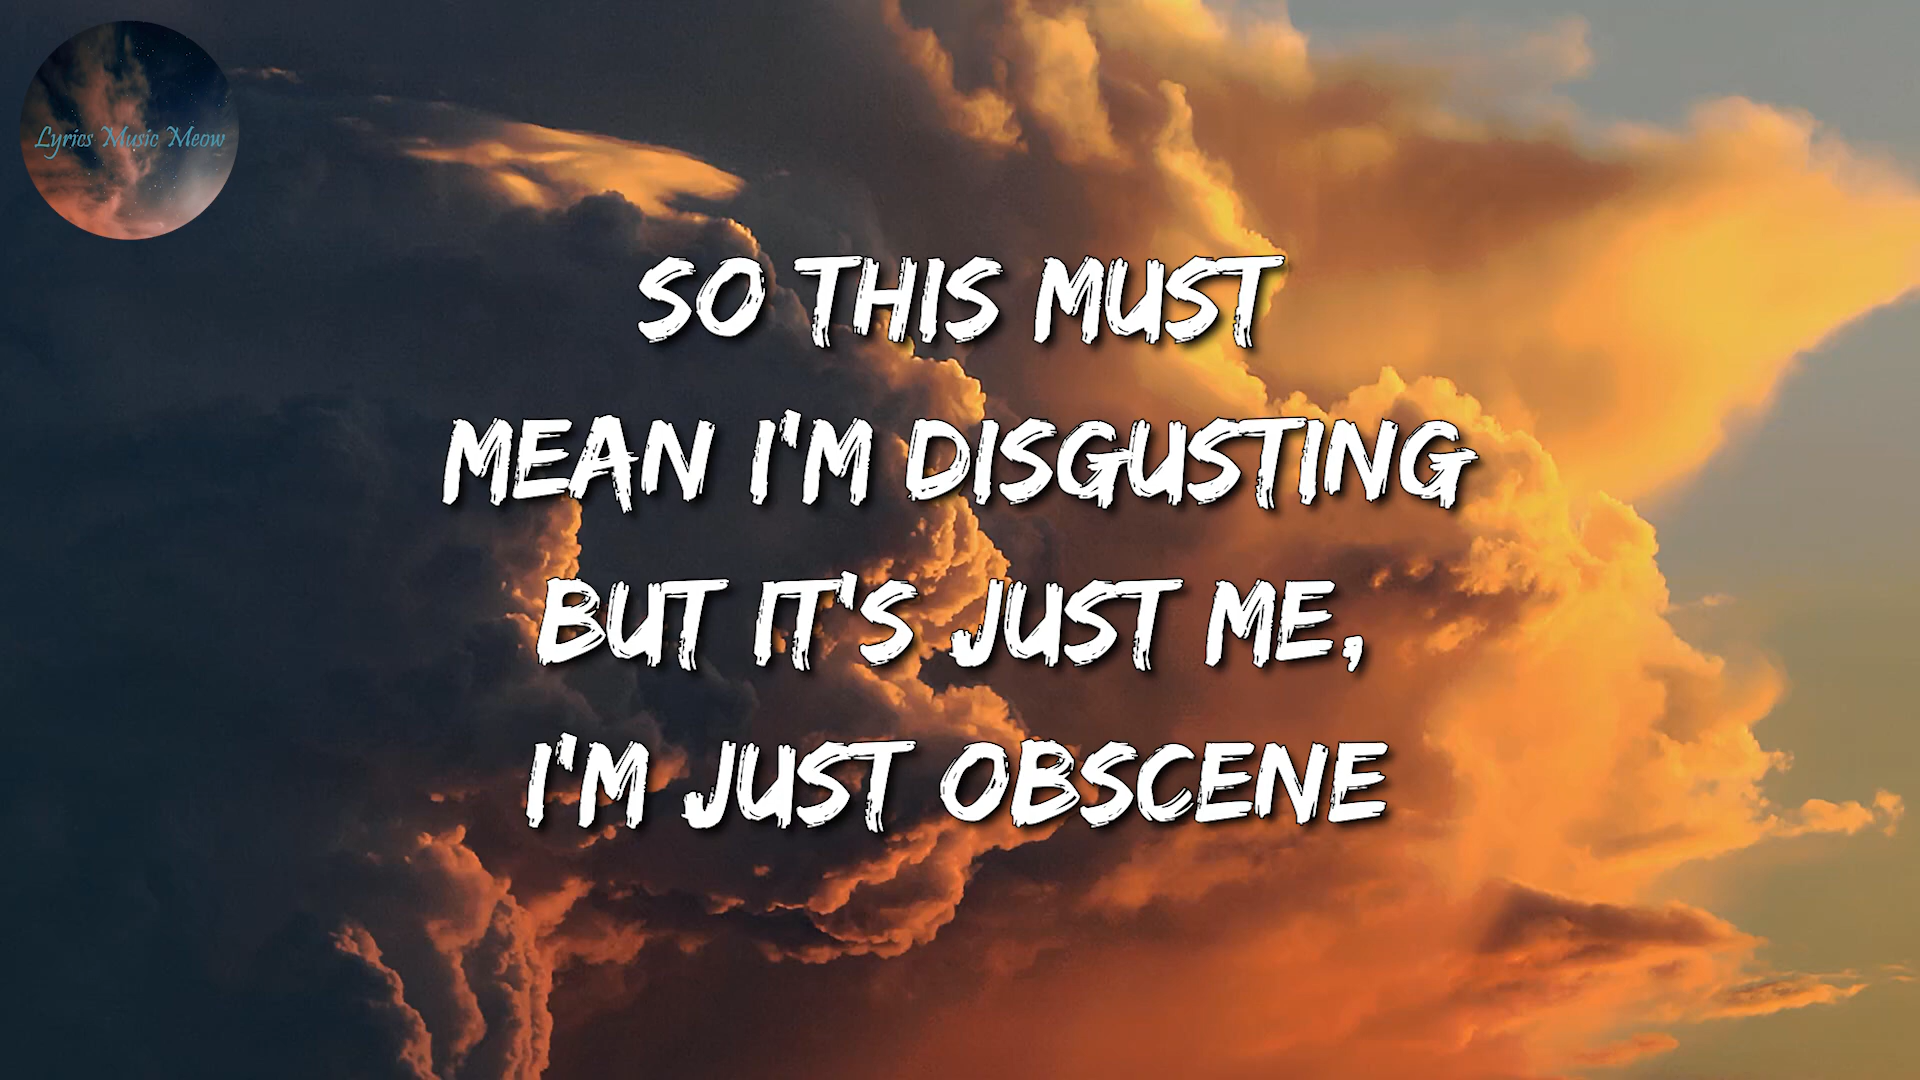 Lyrics Music Meow
SO THIS MUST
MEAN I'M DISGUSTING
BUT IT'S JUST ME,
I'M JUST OBSCENE